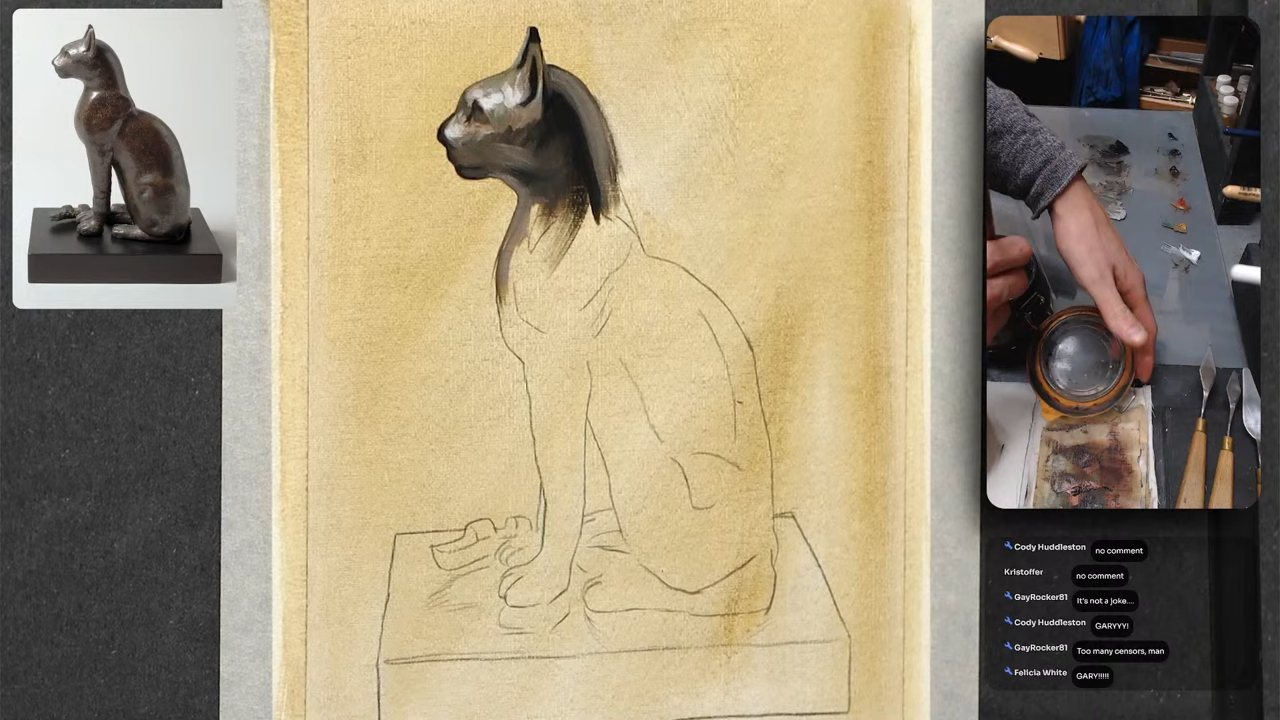 Cody Huddleston no comment
Kristoffer no comment
GayRocker81 It's not a joke....
Cody Huddleston GARYYY!
GayRocker81 Too many censors, man
Felicia White GARY!!!!!